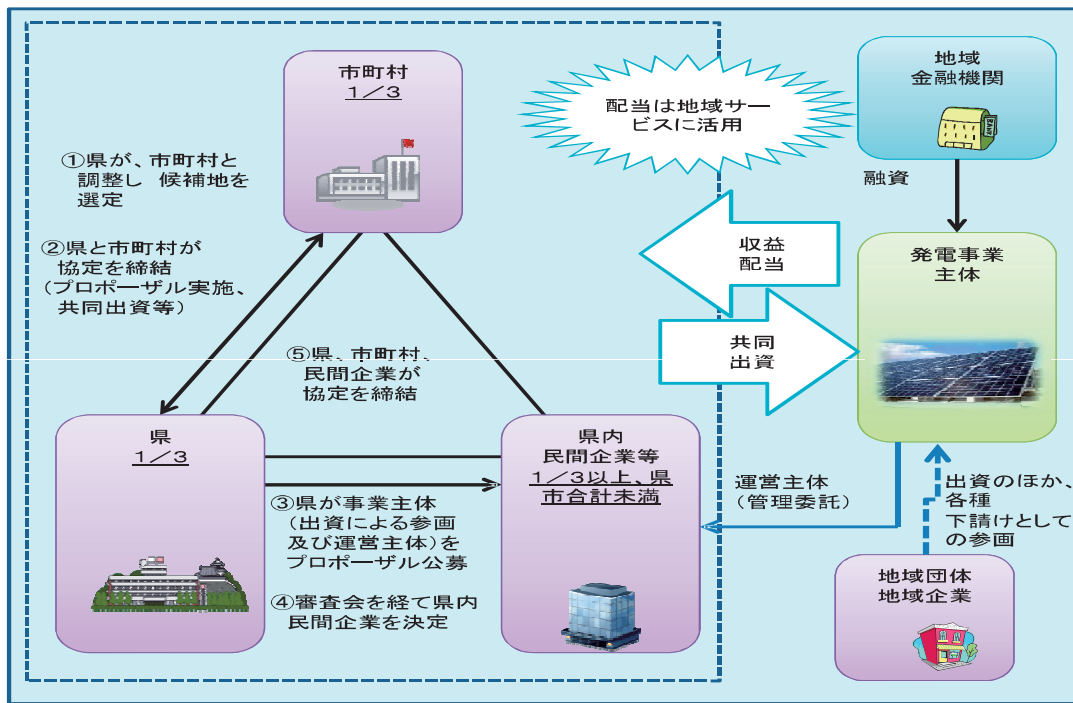 市町村
1/3
①県が、市町村と
調整し 候補地を
選定
②県と市町村が
協定を締結
(プロポーザル実施、
共同出資等)
⑤県、市町村、
民間企業が
協定を締結
県
1/3
③県が事業主体
(出資による参画
及び運営主体)を
プロポーザル公募
④審査会を経て県内
民間企業を決定
県内
民間企業等
1/3以上、県
市合計未満
配当は地域サー
ビスに活用
収益
配当
共同
出資
地域
金融機関
BANK
融資
発電事業
主体
運営主体
(管理委託)
出資のほか、
各種
下請けとして
の参画
地域団体
地域企業